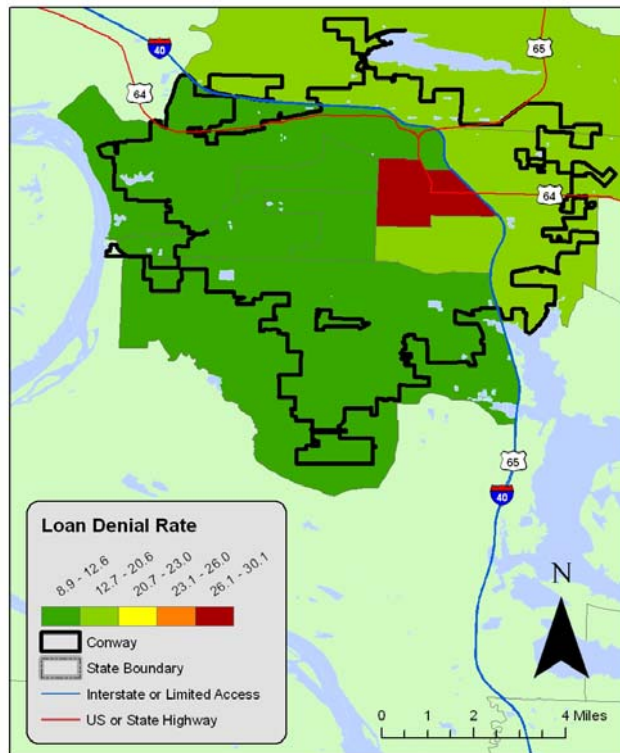 40
65
64
64
65
40
Loan Denial Rate
8.9 - 12.6
12.7 - 20.6
20.7 - 23.0
23.1 - 26.0
26.1 - 30.1
Conway
State Boundary
Interstate or Limited Access
US or State Highway
N
0 1 2 4 Miles